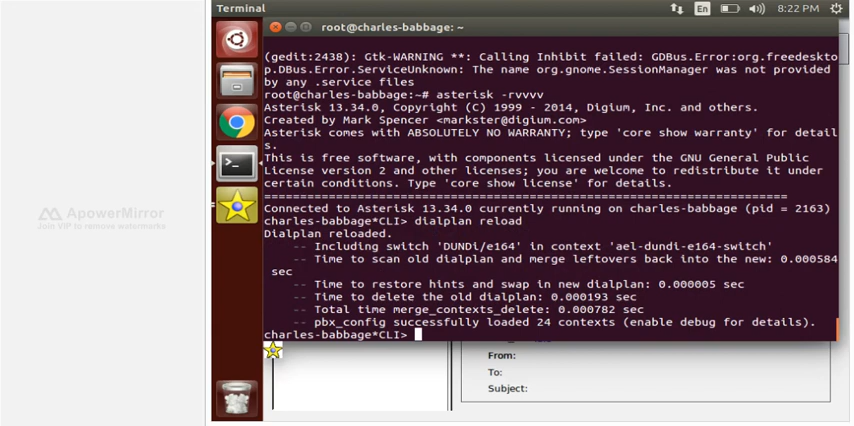 Terminal
En
8:22 PM
root@charles-babbage: ~
(gedit:2438): Gtk-WARNING **: Calling Inhibit failed: GDBus.Error:org.freedeskto
p.DBus.Error.ServiceUnknown: The name org.gnome.SessionManager was not provided
by any .service files
root@charles-babbage:~# asterisk -rvvvv
Asterisk 13.34.0, Copyright (C) 1999 - 2014, Digium, Inc. and others.
Created by Mark Spencer <markster@digium.com>
Asterisk comes with ABSOLUTELY NO WARRANTY; type 'core show warranty' for detail
s.
This is free software, with components licensed under the GNU General Public
License version 2 and other licenses; you are welcome to redistribute it under
certain conditions. Type 'core show license' for details.
=========================================================================
Connected to Asterisk 13.34.0 currently running on charles-babbage (pid = 2163)
charles-babbage*CLI> dialplan reload
Dialplan reloaded.
-- Including switch 'DUNDi/e164' in context 'ael-dundi-e164-switch'
-- Time to scan old dialplan and merge leftovers back into the new: 0.000584
sec
-- Time to restore hints and swap in new dialplan: 0.000005 sec
-- Time to delete the old dialplan: 0.000193 sec
-- Total time merge_contexts_delete: 0.000782 sec
-- pbx_config successfully loaded 24 contexts (enable debug for details).
charles-babbage*CLI>
From:
To:
Subject:
ApowerMirror
Join VIP to remove watermarks